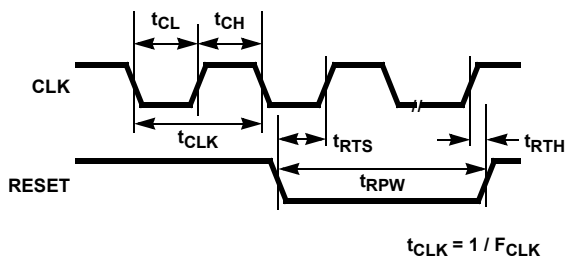 tCL tCH
CLK
tCLK tRTS tRTH
tRPW
RESET
tCLK = 1 / FCLK